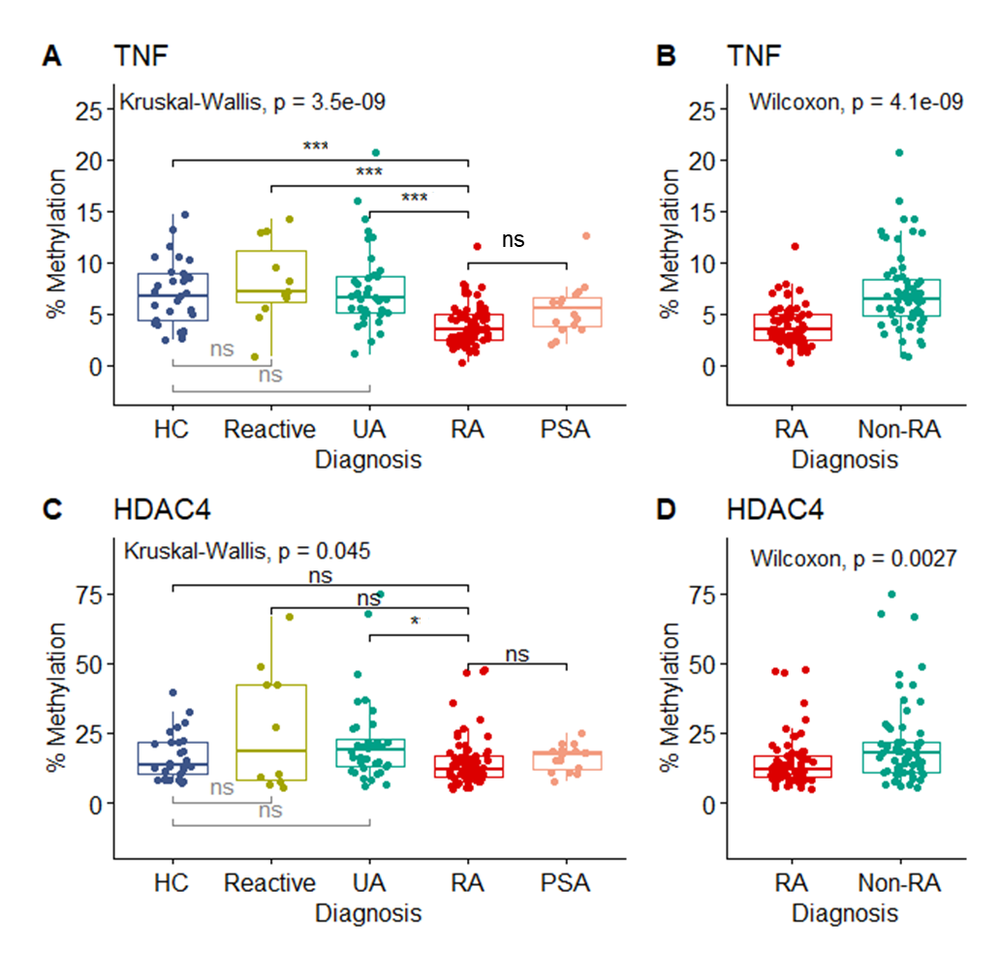 A TNF
Kruskal-Wallis, p = 3.5e-09
% Methylation
25
20
15
10
5
0
***
***
***
ns
ns
ns
HC Reactive UA RA PSA
Diagnosis
B TNF
Wilcoxon, p = 4.1e-09
% Methylation
25
20
15
10
5
0
RA Non-RA
Diagnosis
C HDAC4
Kruskal-Wallis, p = 0.045
% Methylation
75
50
25
0
ns
ns
*
ns
ns
ns
HC Reactive UA RA PSA
Diagnosis
D HDAC4
Wilcoxon, p = 0.0027
% Methylation
75
50
25
0
RA Non-RA
Diagnosis